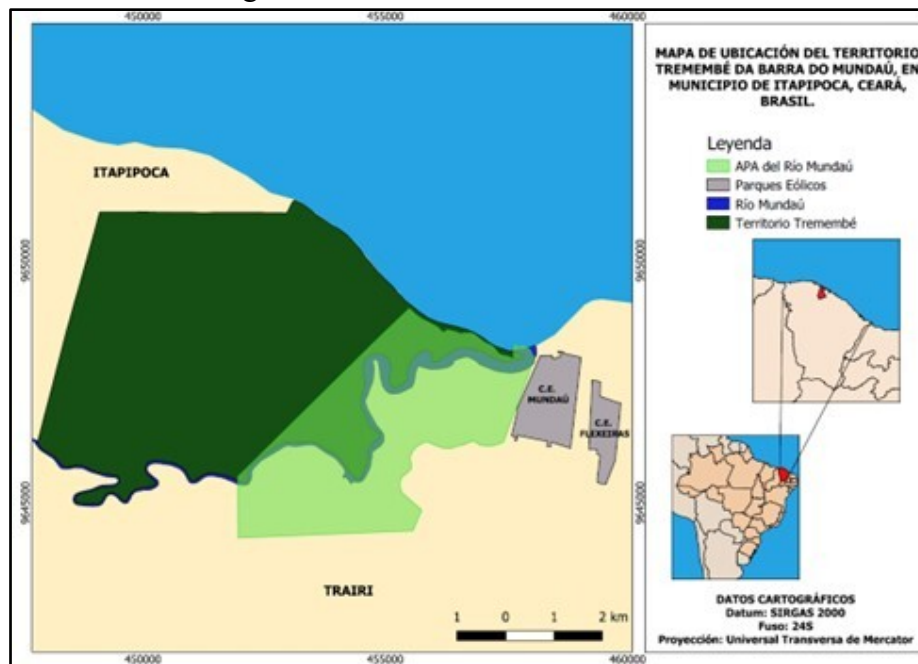 450000
455000
460000
9650000
9645000
ITAPIPOCA
C.E.
MUNDAÚ
C.E.
FLEXEIRAS
TRAIRI
1 0 1 2 km
450000
455000
460000
9650000
9645000
MAPA DE UBICACIÓN DEL TERRITORIO
TREMEMBÉ DA BARRA DO MUNDAÚ, EN
MUNICIPIO DE ITAPIPOCA, CEARÁ,
BRASIL.
Leyenda
APA del Río Mundaú
Parques Eólicos
Río Mundaú
Territorio Tremembé
DATOS CARTOGRÁFICOS
Datum: SIRGAS 2000
Fuso: 24S
Proyección: Universal Transversa de Mercator